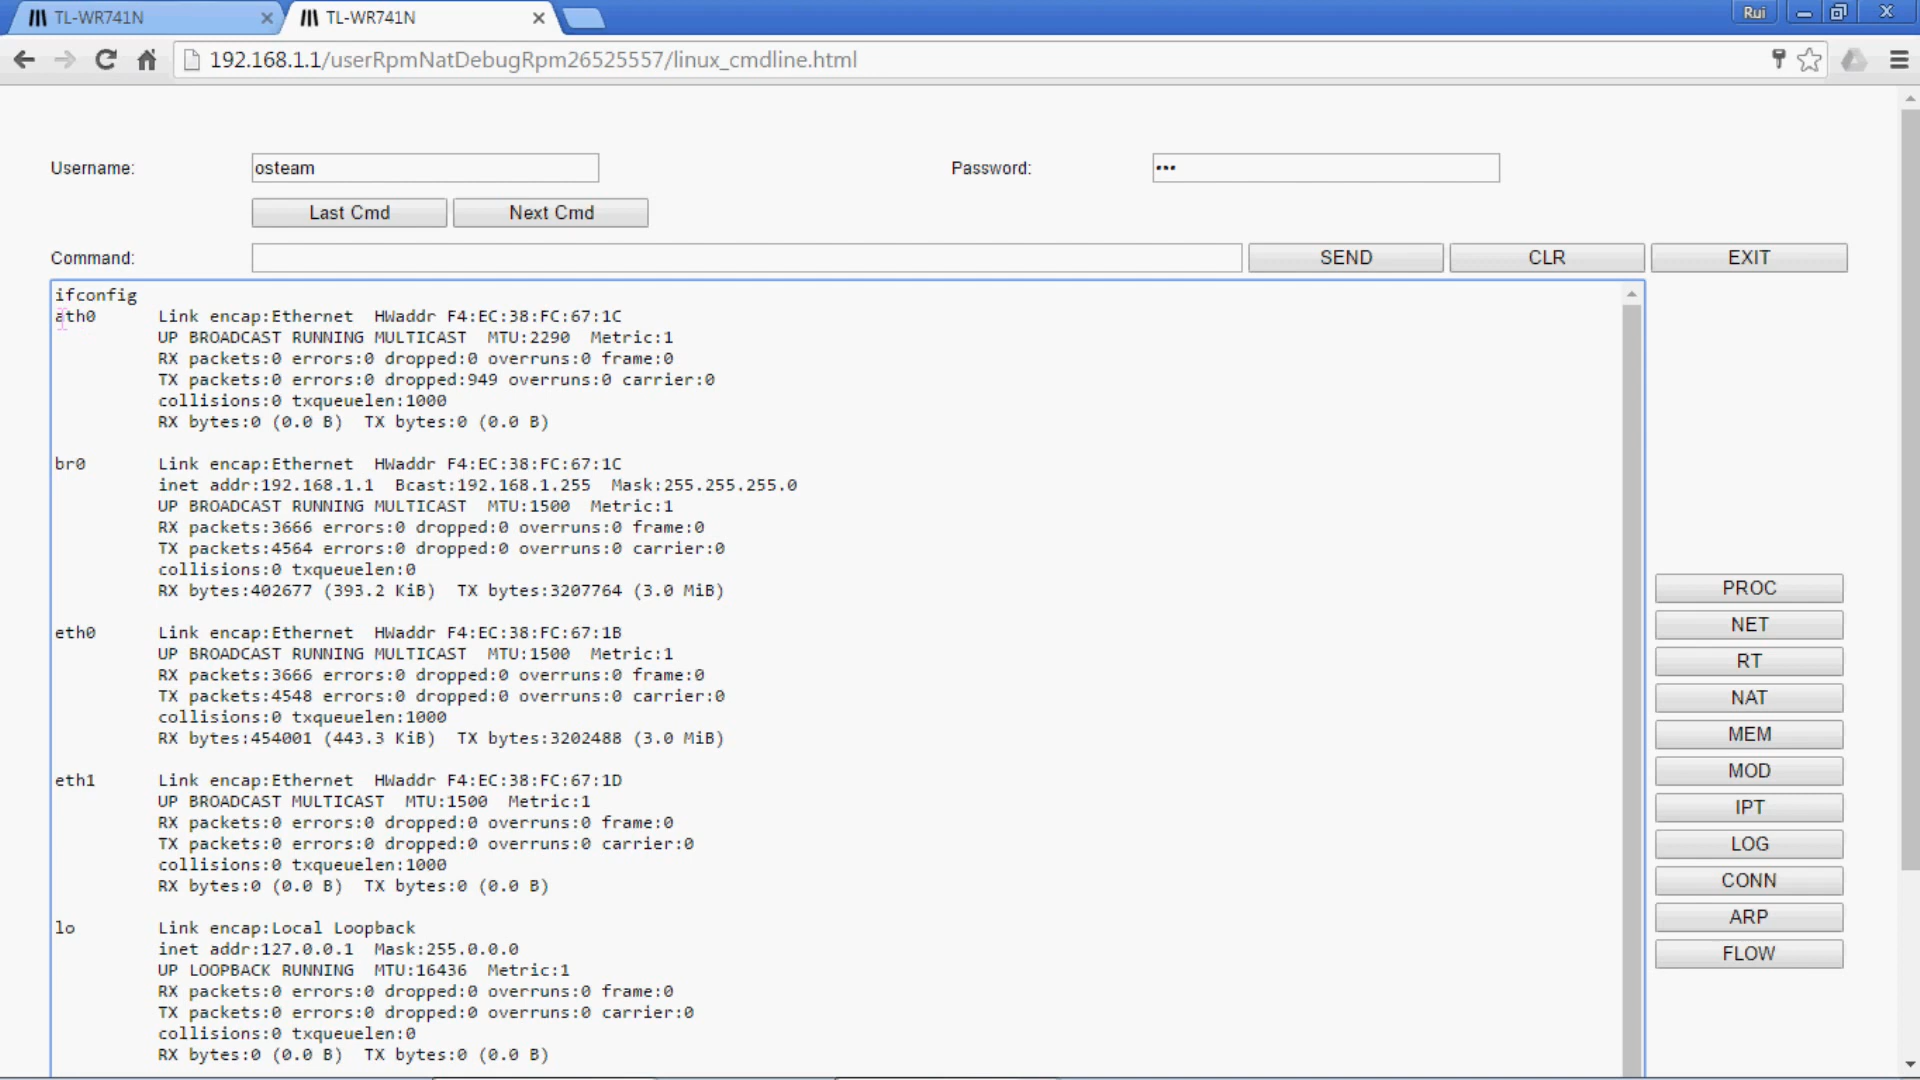 TL-WR741N
TL-WR741N
Rui
192.168.1.1/userRpmNatDebugRpm26525557/linux_cmdline.html
Username:
osteam
Password:
•••
Last Cmd
Next Cmd
Command:
SEND
CLR
EXIT
ifconfig
ath0 Link encap:Ethernet HWaddr F4:EC:38:FC:67:1C
UP BROADCAST RUNNING MULTICAST MTU:2290 Metric:1
RX packets:0 errors:0 dropped:0 overruns:0 frame:0
TX packets:0 errors:0 dropped:949 overruns:0 carrier:0
collisions:0 txqueuelen:1000
RX bytes:0 (0.0 B) TX bytes:0 (0.0 B)
br0 Link encap:Ethernet HWaddr F4:EC:38:FC:67:1C
inet addr:192.168.1.1 Bcast:192.168.1.255 Mask:255.255.255.0
UP BROADCAST RUNNING MULTICAST MTU:1500 Metric:1
RX packets:3666 errors:0 dropped:0 overruns:0 frame:0
TX packets:4564 errors:0 dropped:0 overruns:0 carrier:0
collisions:0 txqueuelen:0
RX bytes:402677 (393.2 KiB) TX bytes:3207764 (3.0 MiB)
eth0 Link encap:Ethernet HWaddr F4:EC:38:FC:67:1B
UP BROADCAST RUNNING MULTICAST MTU:1500 Metric:1
RX packets:3666 errors:0 dropped:0 overruns:0 frame:0
TX packets:4548 errors:0 dropped:0 overruns:0 carrier:0
collisions:0 txqueuelen:1000
RX bytes:454001 (443.3 KiB) TX bytes:3202488 (3.0 MiB)
eth1 Link encap:Ethernet HWaddr F4:EC:38:FC:67:1D
UP BROADCAST MULTICAST MTU:1500 Metric:1
RX packets:0 errors:0 dropped:0 overruns:0 frame:0
TX packets:0 errors:0 dropped:0 overruns:0 carrier:0
collisions:0 txqueuelen:1000
RX bytes:0 (0.0 B) TX bytes:0 (0.0 B)
lo Link encap:Local Loopback
inet addr:127.0.0.1 Mask:255.0.0.0
UP LOOPBACK RUNNING MTU:16436 Metric:1
RX packets:0 errors:0 dropped:0 overruns:0 frame:0
TX packets:0 errors:0 dropped:0 overruns:0 carrier:0
collisions:0 txqueuelen:0
RX bytes:0 (0.0 B) TX bytes:0 (0.0 B)
PROC
NET
RT
NAT
MEM
MOD
IPT
LOG
CONN
ARP
FLOW